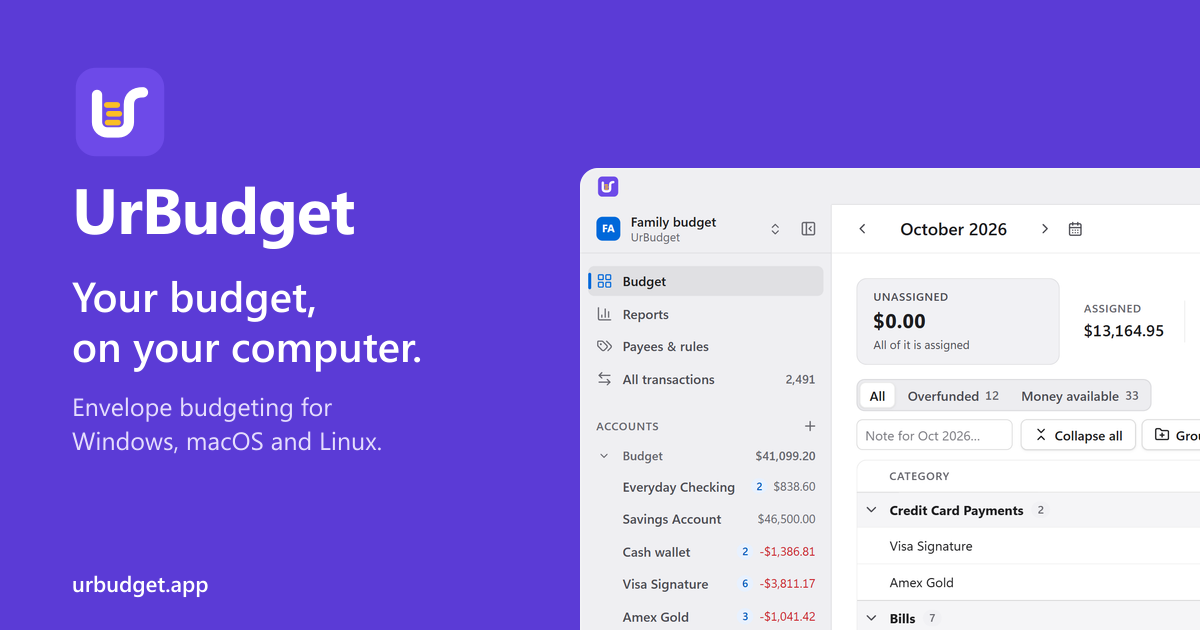 UrBudget
Your budget,
on your computer.
Envelope budgeting for
Windows, macOS and Linux.
urbudget.app
FA
Family budget
UrBudget
Budget
Reports
Payees & rules
All transactions 2,491
ACCOUNTS
Budget $41,099.20
Everyday Checking 2 $838.60
Savings Account $46,500.00
Cash wallet 2 -$1,386.81
Visa Signature 6 -$3,811.17
Amex Gold 3 -$1,041.42
October 2026
UNASSIGNED
$0.00
All of it is assigned
ASSIGNED
$13,164.95
All Overfunded 12 Money available 33
Note for Oct 2026... Collapse all Grou
CATEGORY
Credit Card Payments 2
Visa Signature
Amex Gold
Bills 7